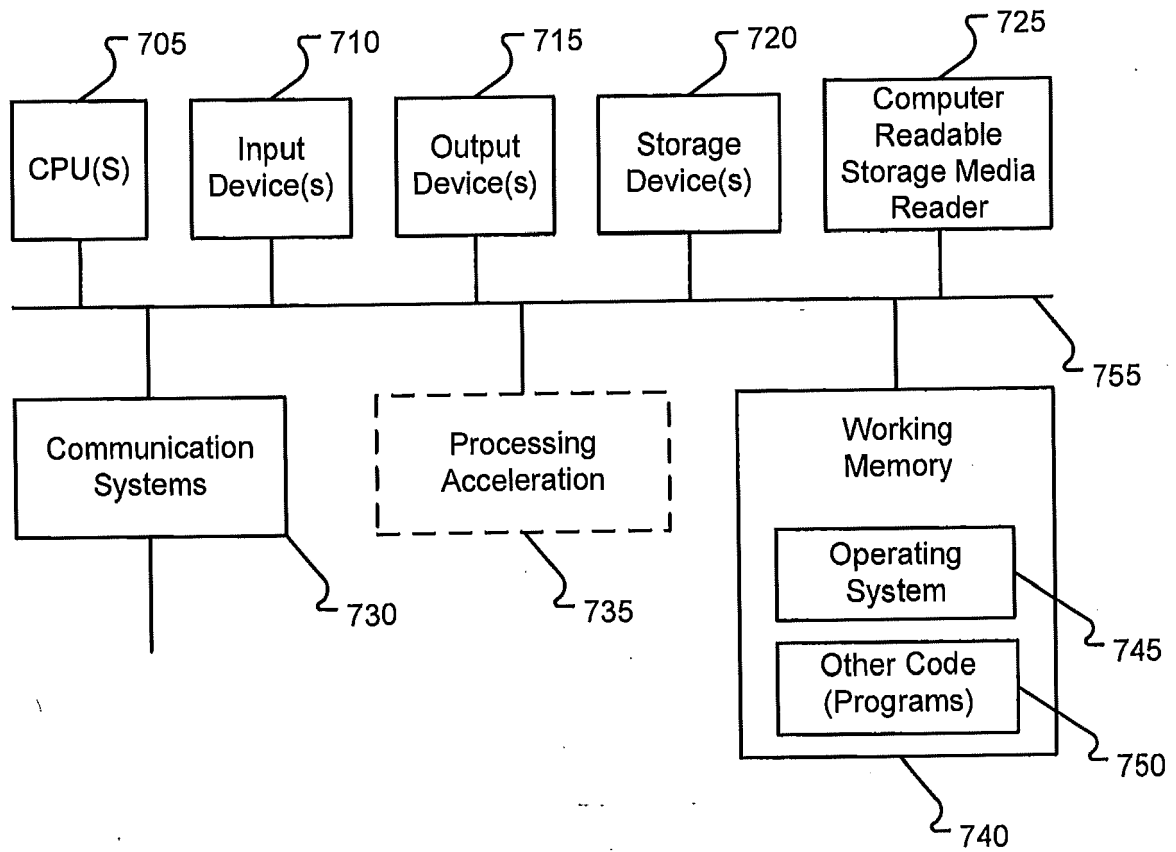 705
710
715
720
725
CPU(S)
Input
Device(s)
Output
Device(s)
Storage
Device(s)
Computer
Readable
Storage Media
Reader
755
Communication
Systems
730
Processing
Acceleration
735
Working
Memory
Operating
System
745
Other Code
(Programs)
750
740